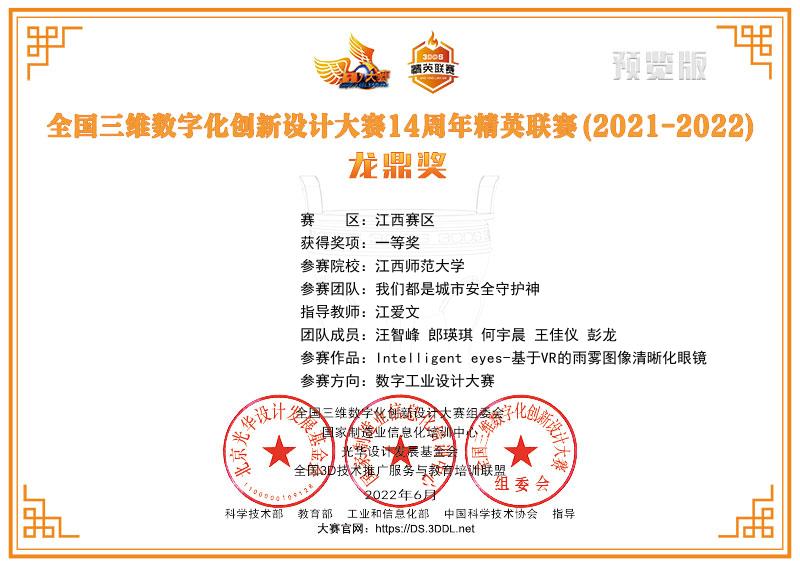 3DDS
精英联赛
预览版
全国三维数字化创新设计大赛14周年精英联赛(2021-2022)
龙鼎奖
赛 区：江西赛区
获得奖项：一等奖
参赛院校：江西师范大学
参赛团队：我们都是城市安全守护神
指导教师：江爱文
团队成员：汪智峰 郎瑛琪 何宇晨 王佳仪 彭龙
参赛作品：Intelligent eyes-基于VR的雨雾图像清晰化眼镜
参赛方向：数字工业设计大赛
全国三维数字化创新设计大赛组委会
国家制造业信息化培训中心
光华设计发展基金会
全国3D技术推广服务与教育培训联盟
北京光华设计发展基金会
1100000109128
国家制造业信息化培训中心
全国三维数字化创新设计大赛
组委会
2022年6月
科学技术部 教育部 工业和信息化部 中国科学技术协会 指导
大赛官网：https://DS.3DDL.net